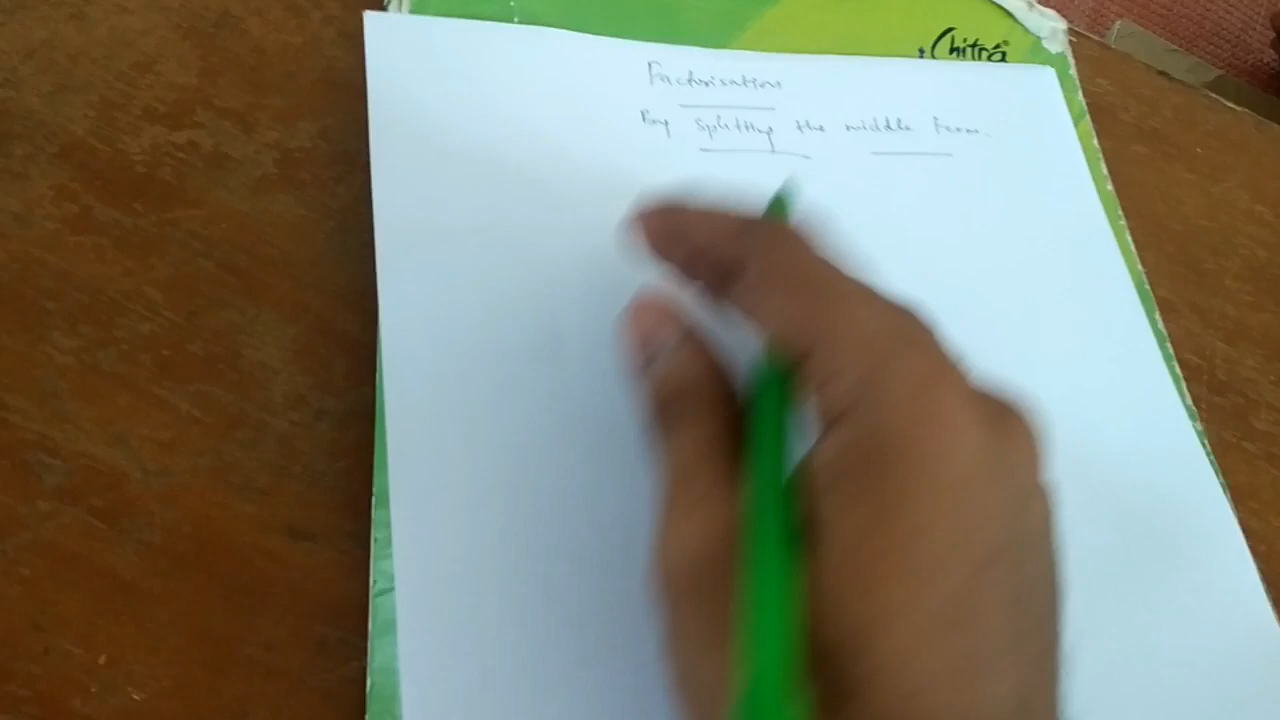 Chitra
Factorisation
By splitting the middle term.